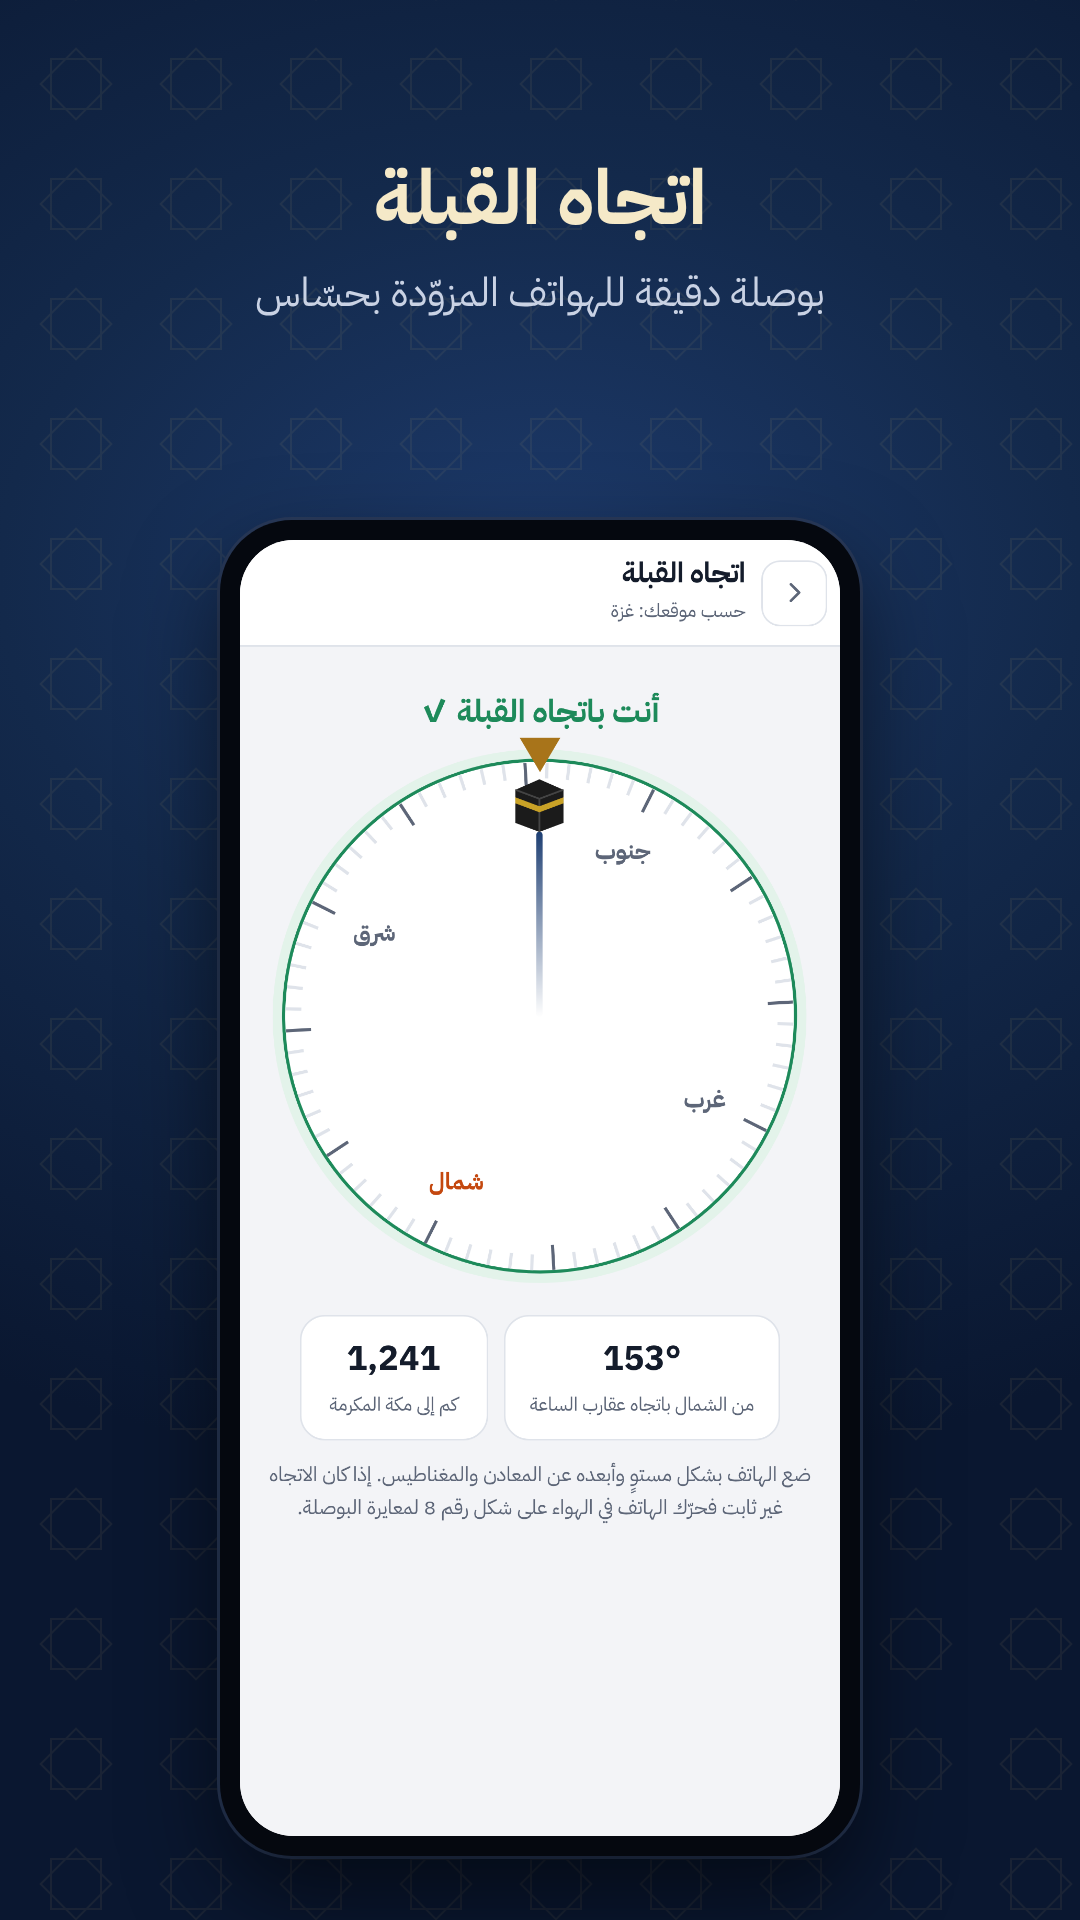 اتجاه القبلة
بوصلة دقيقة للهواتف المزوّدة بحسّاس
اتجاه القبلة
حسب موقعك: غزة
أنت باتجاه القبلة ✓
جنوب
شرق
غرب
شمال
153°
من الشمال باتجاه عقارب الساعة
1,241
كم إلى مكة المكرمة
ضع الهاتف بشكل مستوٍ وأبعده عن المعادن والمغناطيس. إذا كان الاتجاه
غير ثابت فحرّك الهاتف في الهواء على شكل رقم 8 لمعايرة البوصلة.